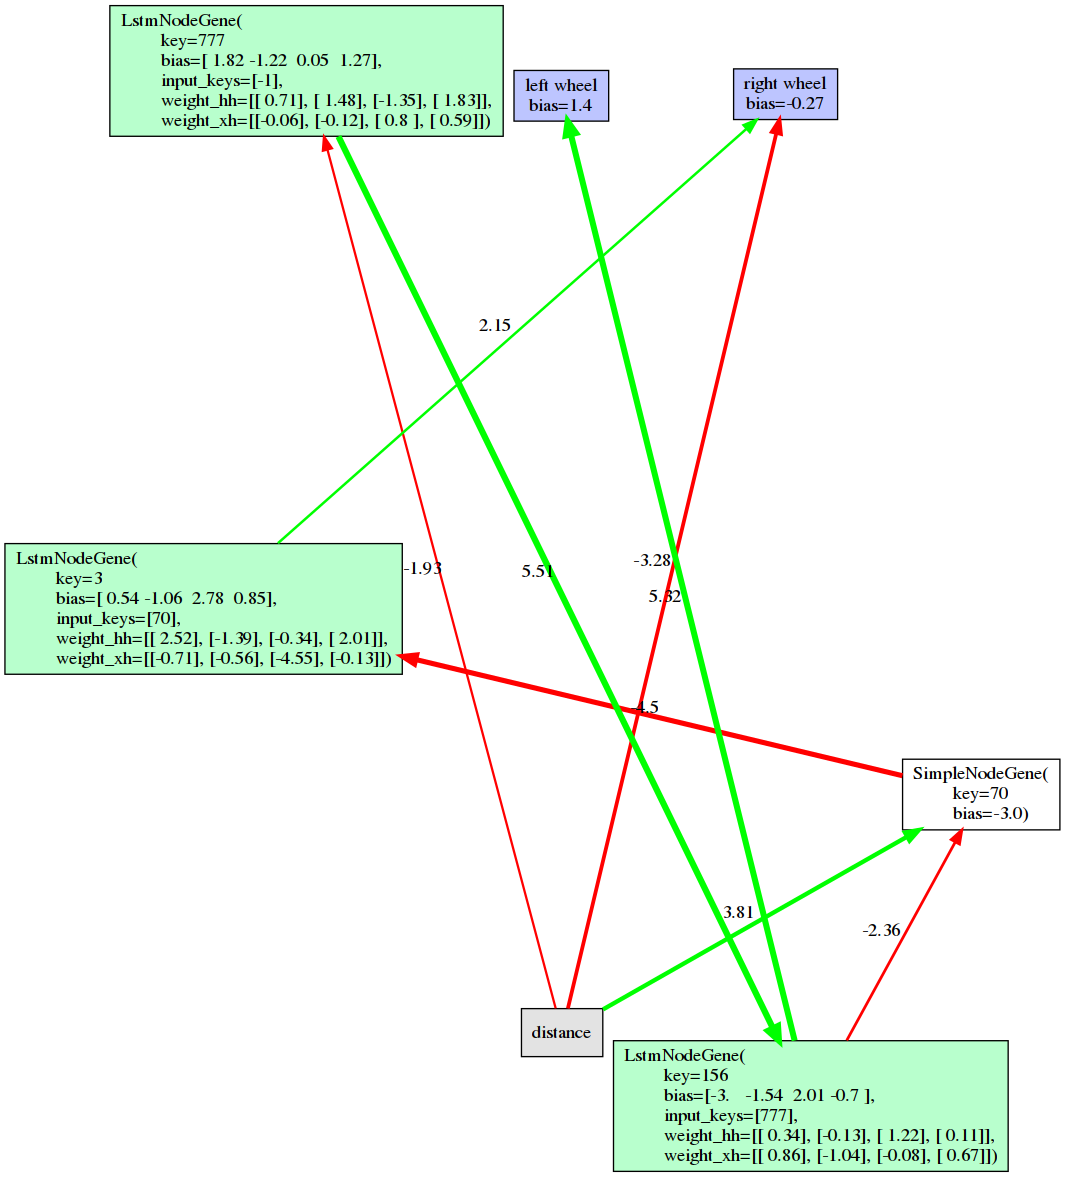 LstmNodeGene(
key=777
bias=[ 1.82 -1.22 0.05 1.27],
input_keys=[-1],
weight_hh=[[ 0.71], [ 1.48], [-1.35], [ 1.83]],
weight_xh=[[-0.06], [-0.12], [ 0.8 ], [ 0.59]])
left wheel
bias=1.4
right wheel
bias=-0.27
2.15
LstmNodeGene(
key=3
bias=[ 0.54 -1.06 2.78 0.85],
input_keys=[70],
weight_hh=[[ 2.52], [-1.39], [-0.34], [ 2.01]],
weight_xh=[[-0.71], [-0.56], [-4.55], [-0.13]])
-1.93
5.51
-3.28
5.32
-4.5
SimpleNodeGene(
key=70
bias=-3.0)
3.81
-2.36
distance
LstmNodeGene(
key=156
bias=[-3. -1.54 2.01 -0.7 ],
input_keys=[777],
weight_hh=[[ 0.34], [-0.13], [ 1.22], [ 0.11]],
weight_xh=[[ 0.86], [-1.04], [-0.08], [ 0.67]])